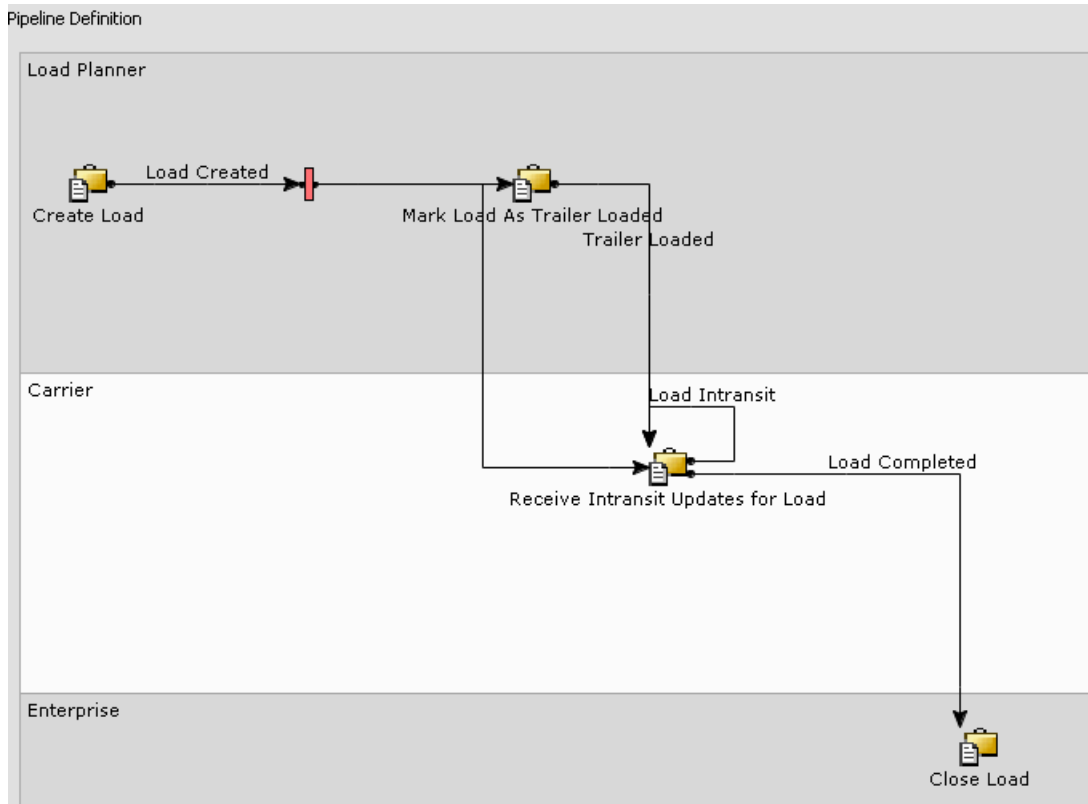 Pipeline Definition
Load Planner
Load Created
Create Load
Mark Load As Trailer Loaded
Trailer Loaded
Carrier
Load Intransit
Load Completed
Receive Intransit Updates for Load
Enterprise
Close Load